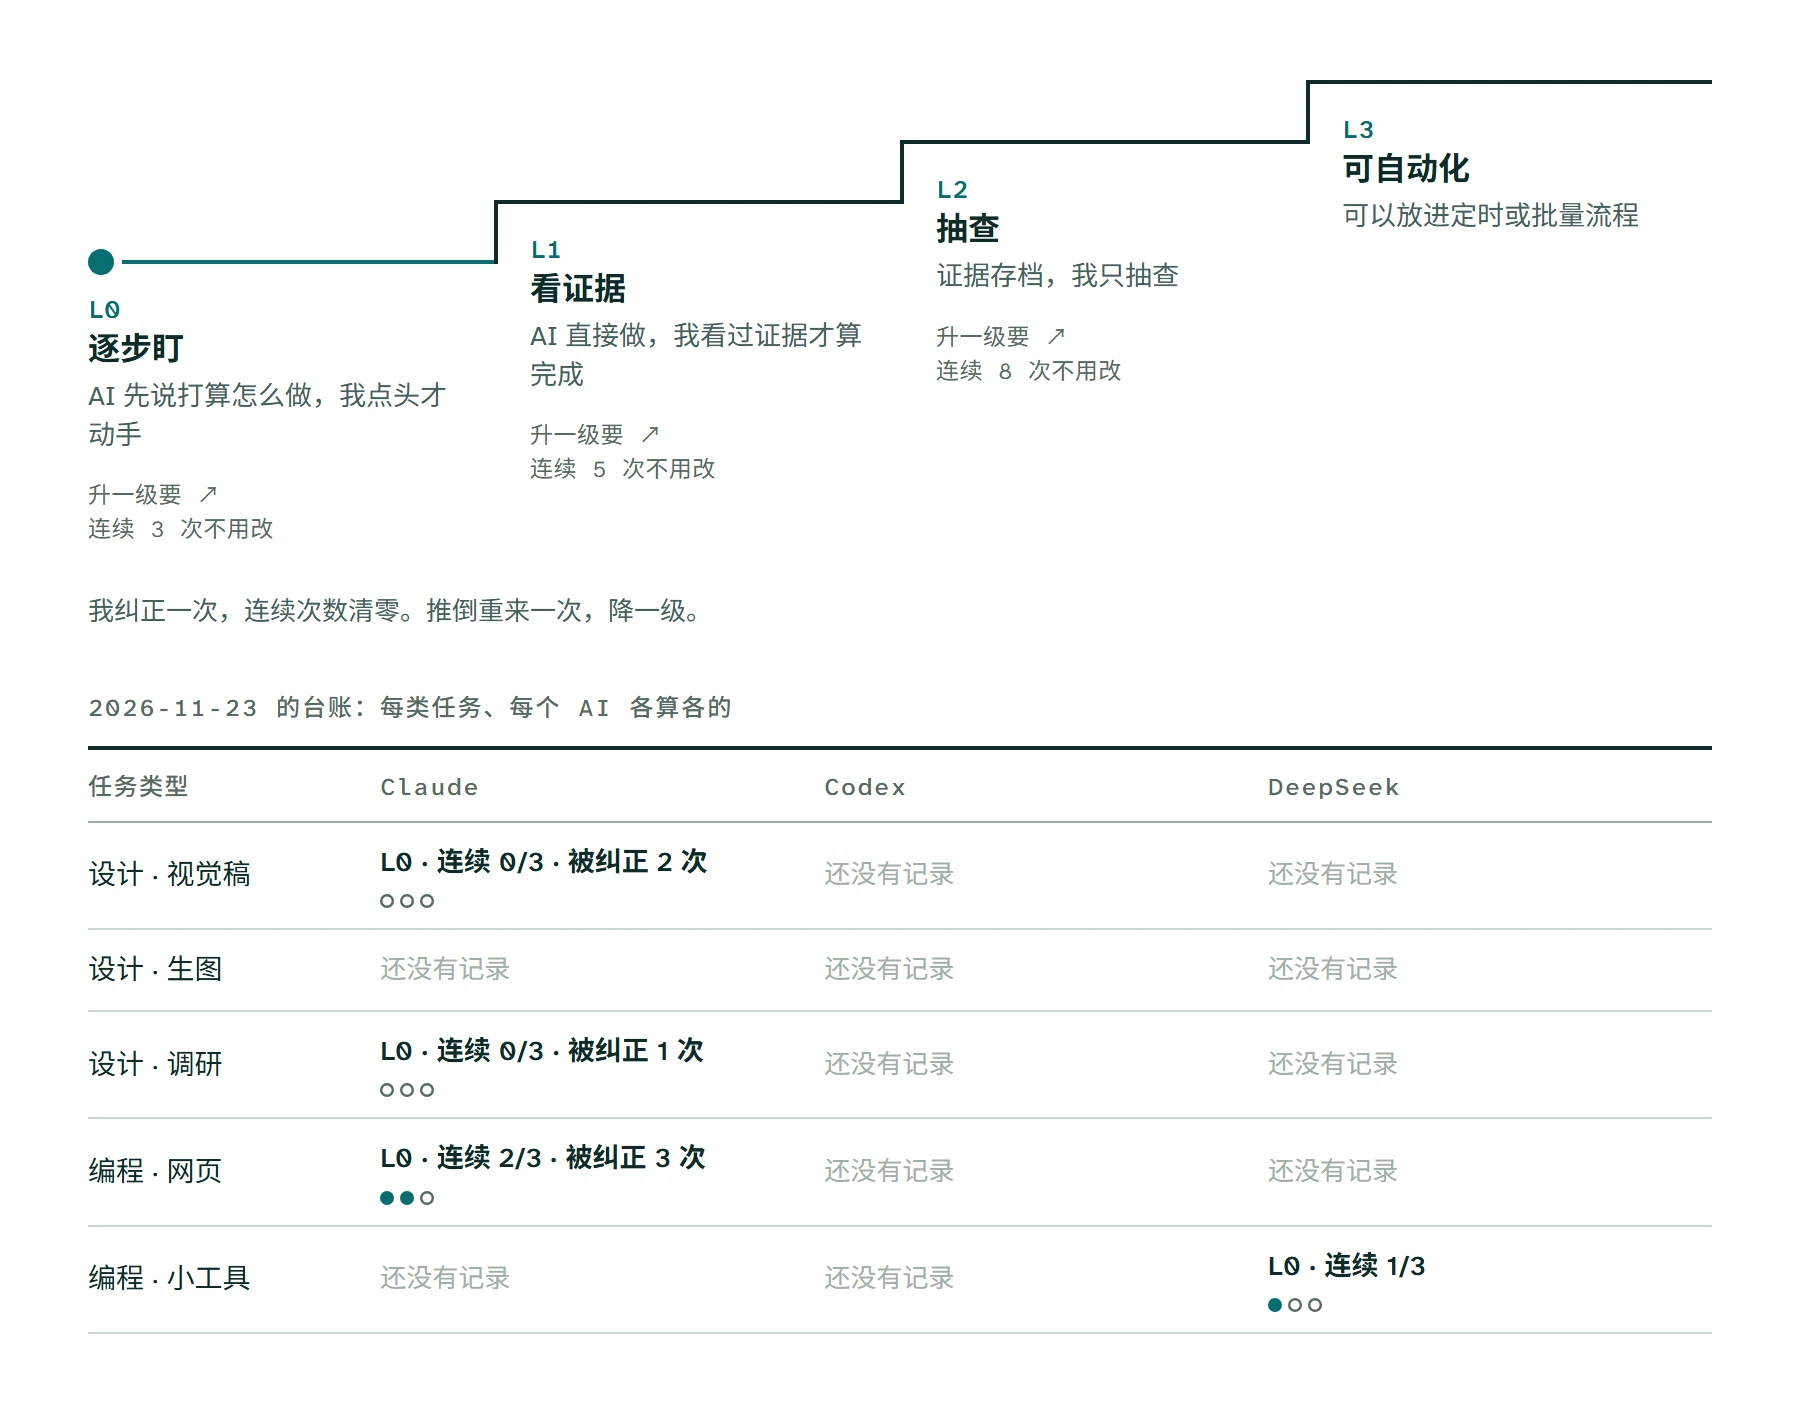 L0
逐步盯
AI 先说打算怎么做，我点头才
动手
升一级要 ↗
连续 3 次不用改
L1
看证据
AI 直接做，我看过证据才算
完成
升一级要 ↗
连续 5 次不用改
L2
抽查
证据存档，我只抽查
升一级要 ↗
连续 8 次不用改
L3
可自动化
可以放进定时或批量流程
我纠正一次，连续次数清零。推倒重来一次，降一级。
2026-11-23 的台账：每类任务、每个 AI 各算各的
任务类型 Claude Codex DeepSeek
设计 · 视觉稿 L0 · 连续 0/3 · 被纠正 2 次 还没有记录 还没有记录
设计 · 生图 还没有记录 还没有记录 还没有记录
设计 · 调研 L0 · 连续 0/3 · 被纠正 1 次 还没有记录 还没有记录
编程 · 网页 L0 · 连续 2/3 · 被纠正 3 次 还没有记录 还没有记录
编程 · 小工具 还没有记录 还没有记录 L0 · 连续 1/3